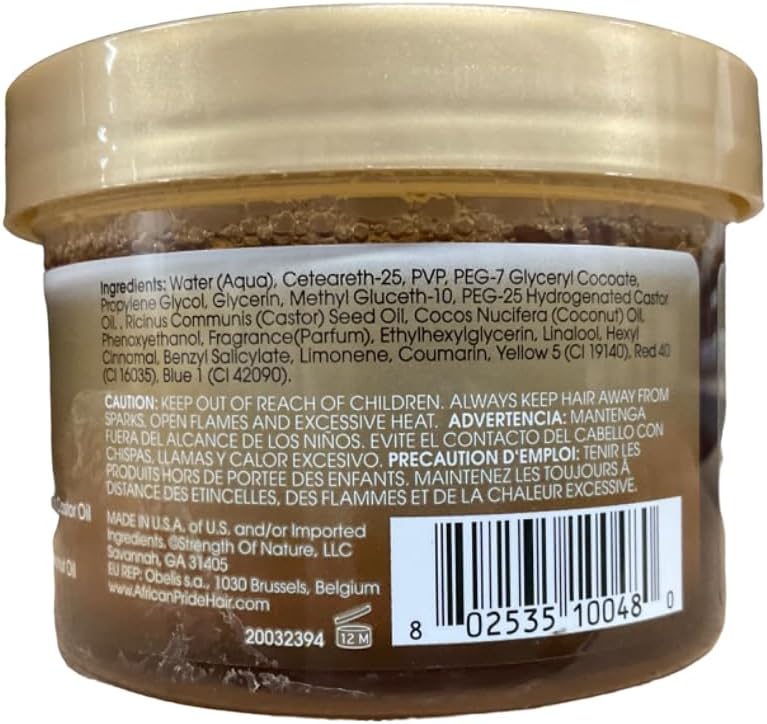 Ingredients: Water (Aqua), Ceteareth-25, PVP, PEG-7 Glyceryl Cocoate,
Propylene Glycol, Glycerin, Methyl Gluceth-10, PEG-25 Hydrogenated Castor
Oil, , Ricinus Communis (Castor) Seed Oil, Cocos Nucifera (Coconut) Oil,
Phenoxyethanol, Fragrance(Parfum), Ethylhexylglycerin, Linalool, Hexyl
Cinnamal, Benzyl Salicylate, Limonene, Coumarin, Yellow 5 (CI 19140), Red 40
(CI 16035), Blue 1 (CI 42090).
CAUTION: KEEP OUT OF REACH OF CHILDREN. ALWAYS KEEP HAIR AWAY FROM
SPARKS, OPEN FLAMES AND EXCESSIVE HEAT. ADVERTENCIA: MANTENGA
FUERA DEL ALCANCE DE LOS NIÑOS. EVITE EL CONTACTO DEL CABELLO CON
CHISPAS, LLAMAS Y CALOR EXCESIVO. PRECAUTION D'EMPLOI: TENIR LES
PRODUITS HORS DE PORTEE DES ENFANTS. MAINTENEZ LES TOUJOURS À
DISTANCE DES ETINCELLES, DES FLAMMES ET DE LA CHALEUR EXCESSIVE.
Castor Oil
Oil
MADE IN U.S.A. of U.S. and/or Imported
Ingredients. ©Strength Of Nature, LLC
Savannah, GA 31405
EU REP: Obelis s.a., 1030 Brussels, Belgium
www.AfricanPrideHair.com
20032394 12 M
8 02535 10048 0